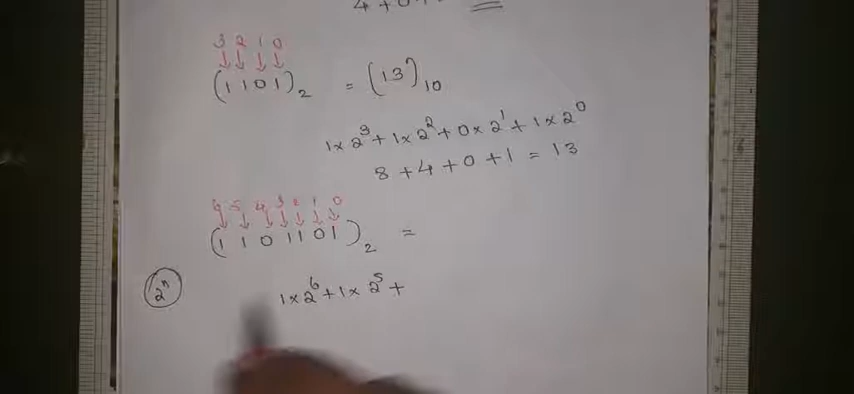 4 + 0 +
3 2 1 0
(1 1 0 1)₂ = (13)₁₀
1 × 2³ + 1 × 2² + 0 × 2¹ + 1 × 2⁰
8 + 4 + 0 + 1 = 13
6 5 4 3 2 1 0
(1 1 0 1 1 0 1)₂ =
2ⁿ 1 × 2⁶ + 1 × 2⁵ +